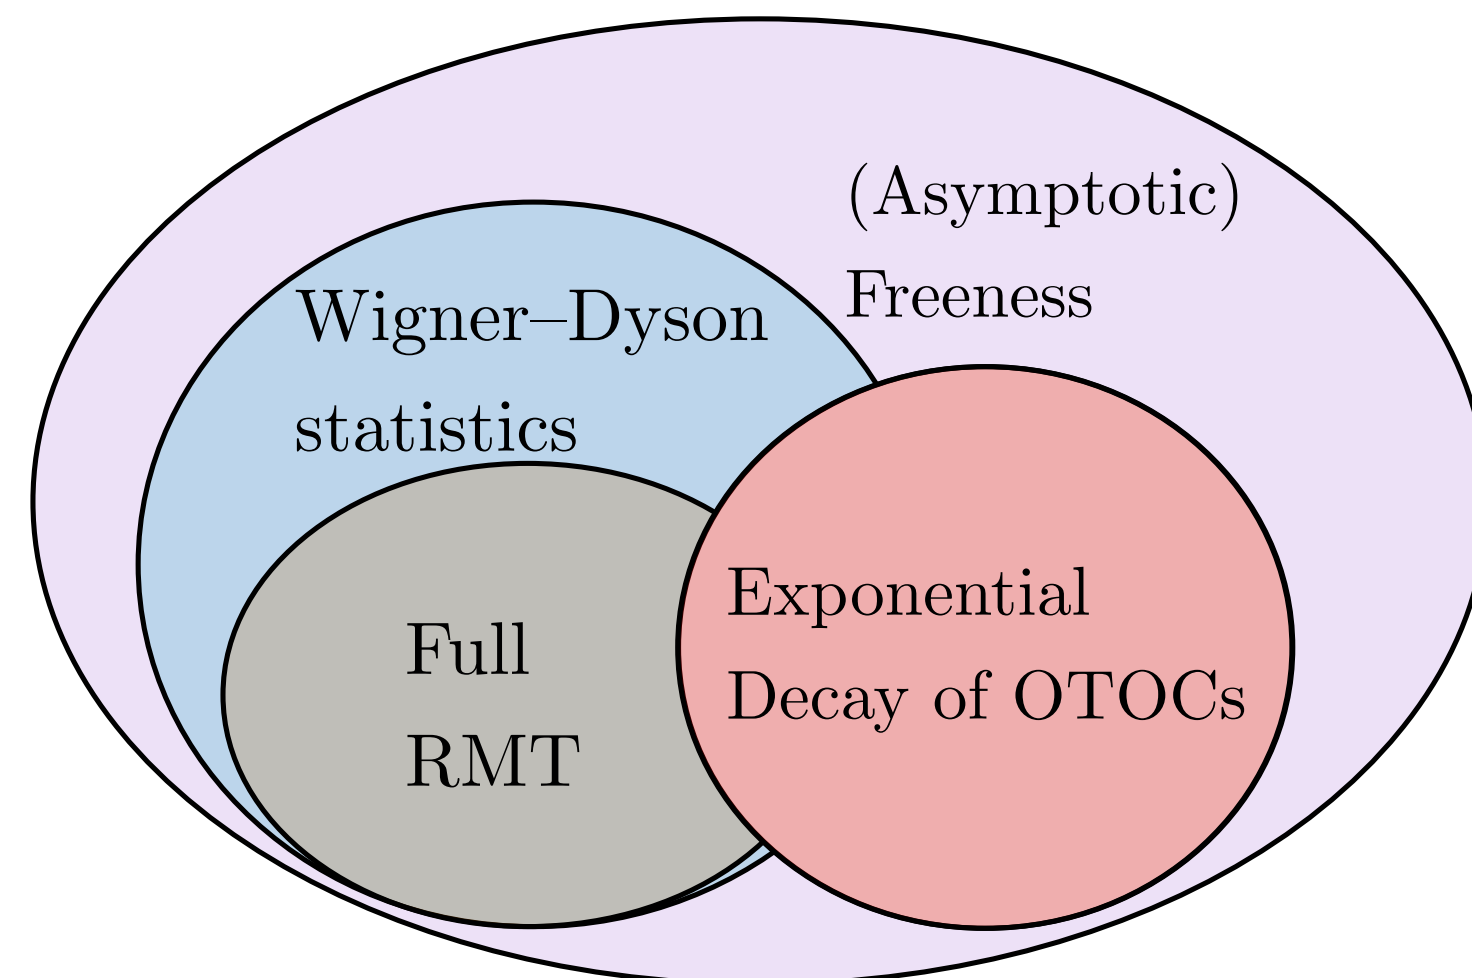 (Asymptotic)
Freeness
Wigner–Dyson
statistics
Exponential
Decay of OTOCs
Full
RMT